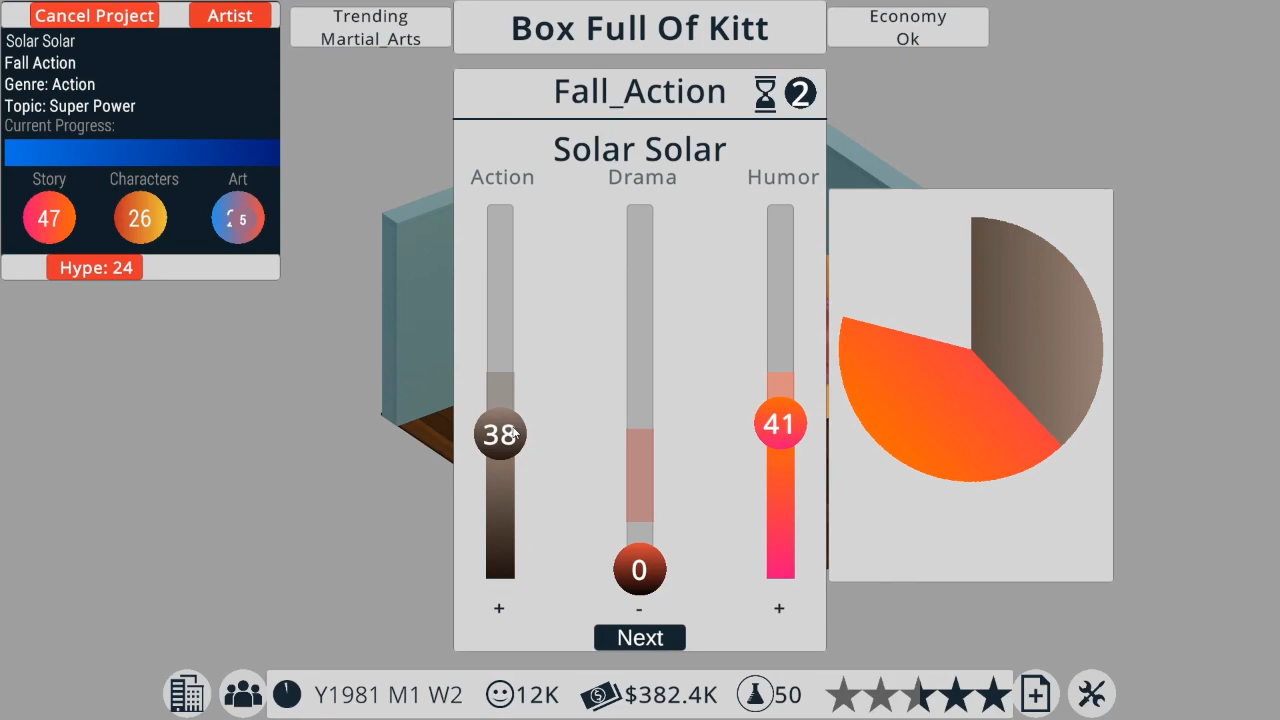 Cancel Project
Artist
Solar Solar
Fall Action
Genre: Action
Topic: Super Power
Current Progress:
Story Characters Art
47 26 5
Hype: 24
Trending
Martial_Arts
Box Full Of Kitt
Economy
Ok
Fall_Action 2
Solar Solar
Action Drama Humor
38 0 41
+ - +
Next
Y1981 M1 W2 12K $382.4K 50